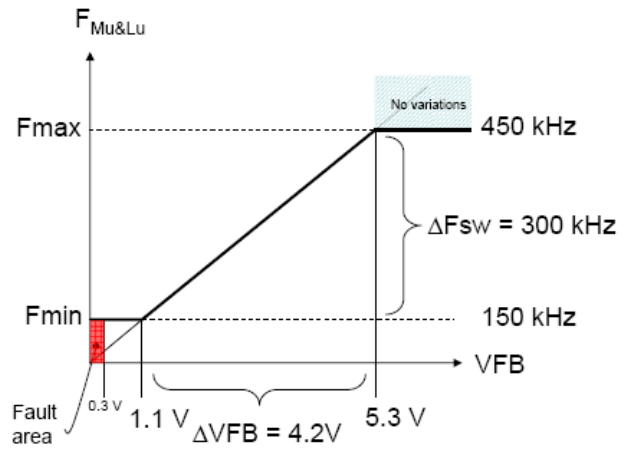 F Mu&Lu
No variations
Fmax
450 kHz
ΔFsw = 300 kHz
Fmin
150 kHz
VFB
0.3 V
1.1 V
5.3 V
ΔVFB = 4.2V
Fault
area